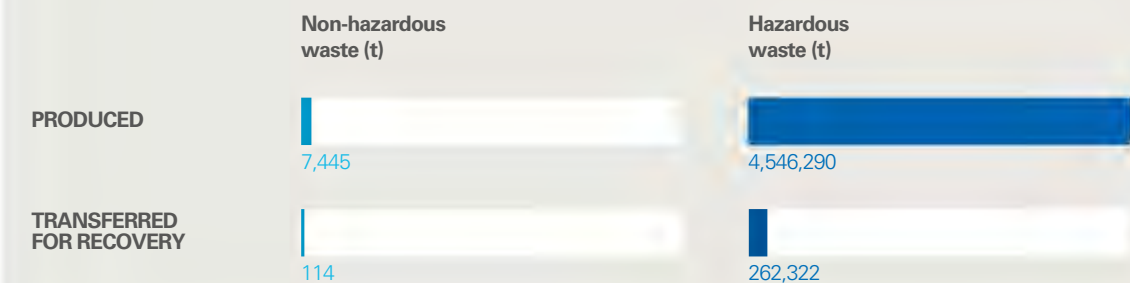 Non-hazardous
waste (t)
Hazardous
waste (t)
PRODUCED
7,445
4,546,290
TRANSFERRED
FOR RECOVERY
114
262,322